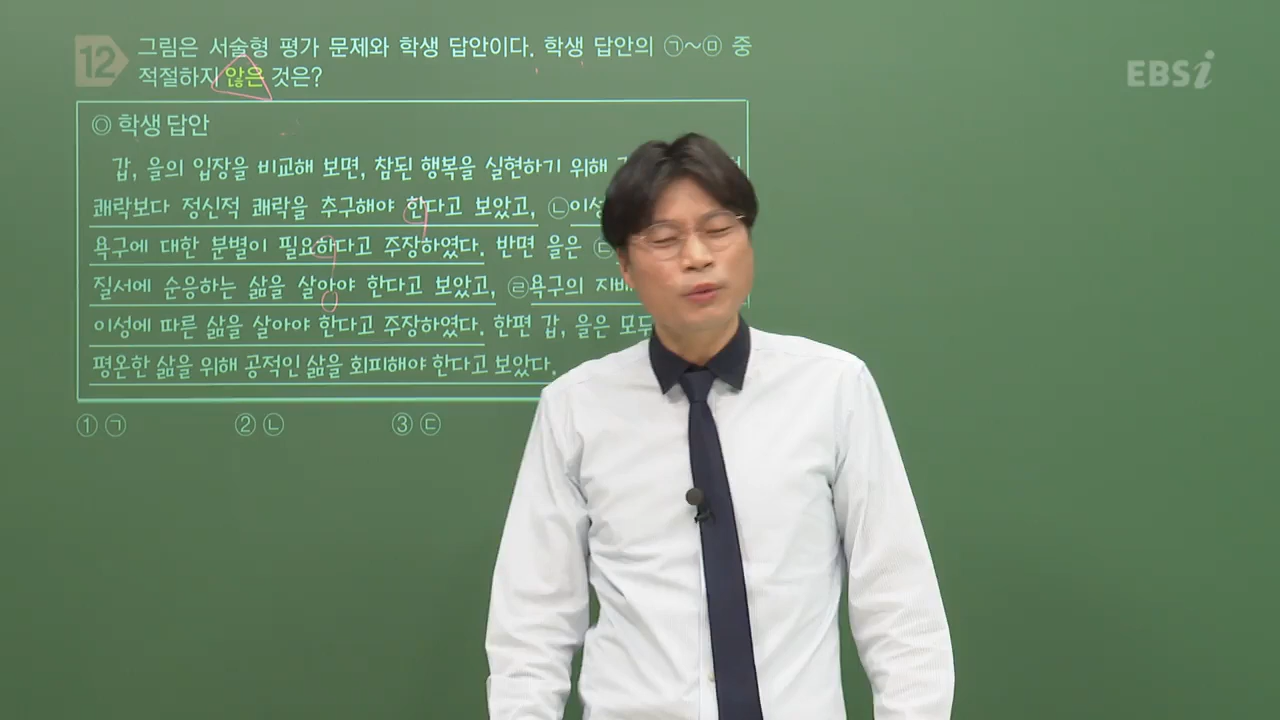 12 그림은 서술형 평가 문제와 학생 답안이다. 학생 답안의 ㉠~㉤ 중
적절하지 않은 것은?
EBSi
◎ 학생 답안
갑, 을의 입장을 비교해 보면, 참된 행복을 실현하기 위해
쾌락보다 정신적 쾌락을 추구해야 한다고 보았고, ㉡이성
욕구에 대한 분별이 필요하다고 주장하였다. 반면 을은 ㉢
질서에 순응하는 삶을 살아야 한다고 보았고, ㉣욕구의 지배
이성에 따른 삶을 살아야 한다고 주장하였다. 한편 갑, 을은 모두
평온한 삶을 위해 공적인 삶을 회피해야 한다고 보았다.
① ㉠ ② ㉡ ③ ㉢